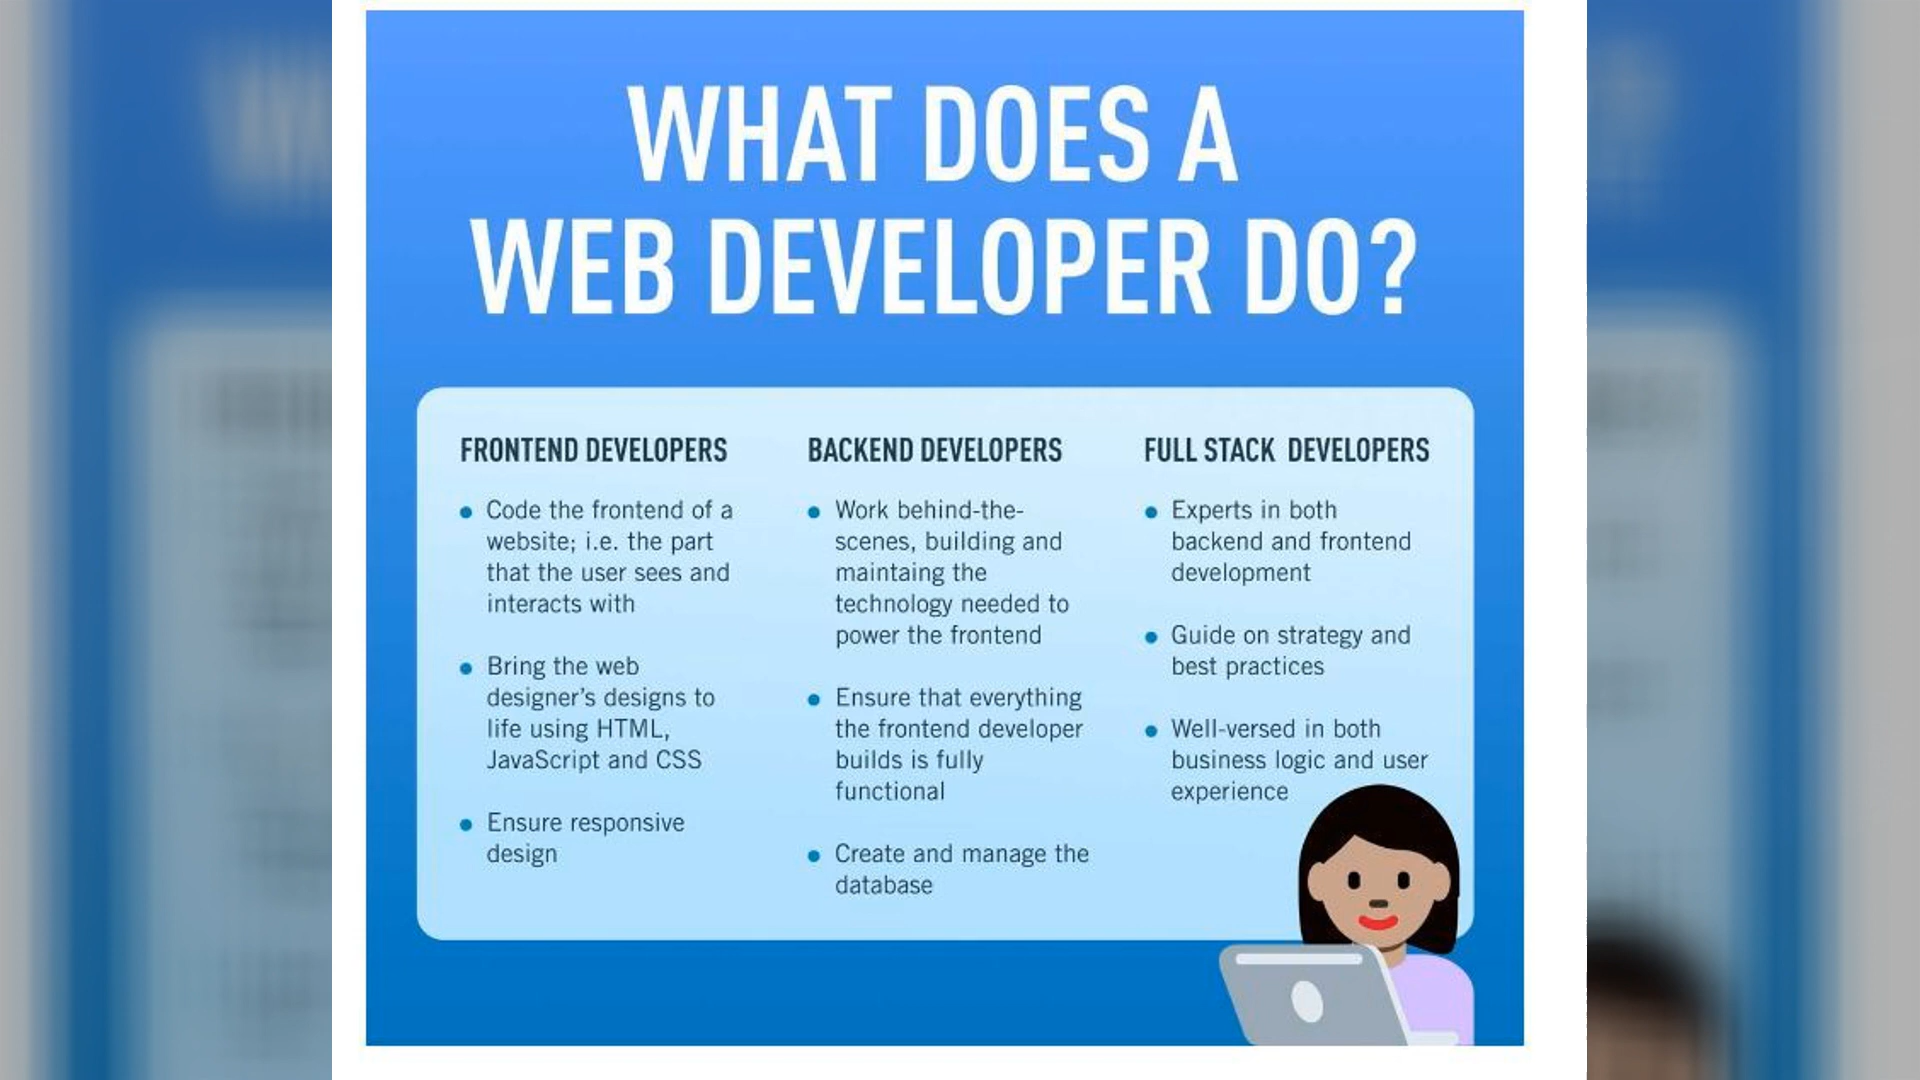 WHAT DOES A
WEB DEVELOPER DO?
FRONTEND DEVELOPERS
Code the frontend of a
website; i.e. the part
that the user sees and
interacts with
Bring the web
designer’s designs to
life using HTML,
JavaScript and CSS
Ensure responsive
design
BACKEND DEVELOPERS
Work behind-the-
scenes, building and
maintaing the
technology needed to
power the frontend
Ensure that everything
the frontend developer
builds is fully
functional
Create and manage the
database
FULL STACK DEVELOPERS
Experts in both
backend and frontend
development
Guide on strategy and
best practices
Well-versed in both
business logic and user
experience